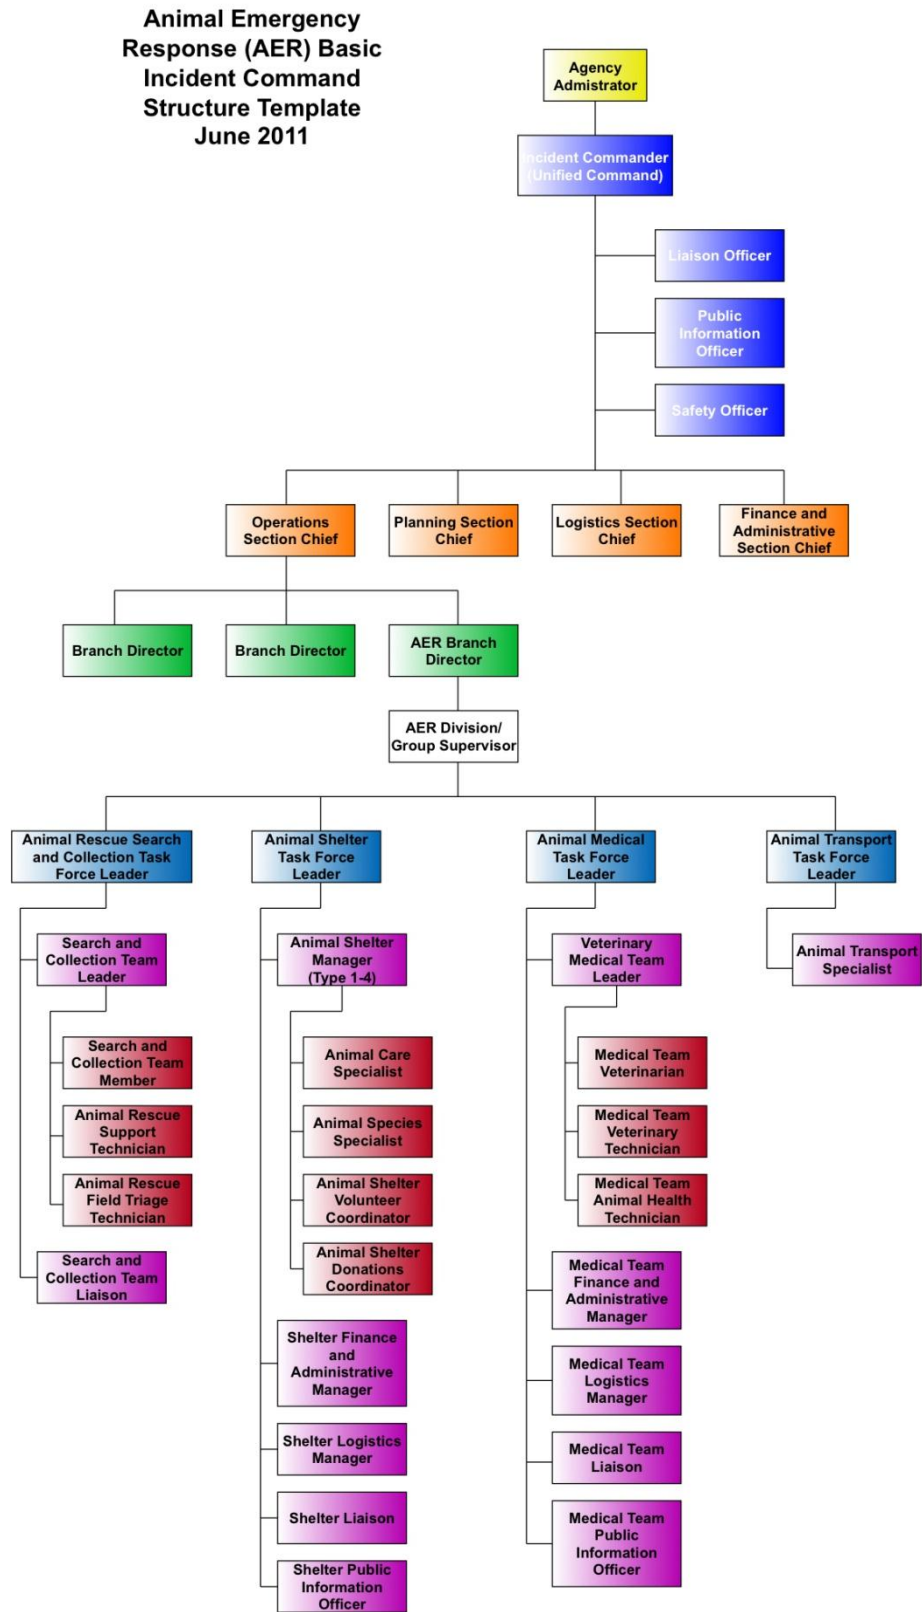 Animal Emergency
Response (AER) Basic
Incident Command
Structure Template
June 2011
Agency
Admistrator
Incident Commander
(Unified Command)
Liaison Officer
Public
Information
Officer
Safety Officer
Operations
Section Chief
Planning Section
Chief
Logistics Section
Chief
Finance and
Administrative
Section Chief
Branch Director
Branch Director
AER Branch
Director
AER Division/
Group Supervisor
Animal Rescue Search
and Collection Task
Force Leader
Animal Shelter
Task Force
Leader
Animal Medical
Task Force
Leader
Animal Transport
Task Force
Leader
Search and
Collection Team
Leader
Search and
Collection Team
Member
Animal Rescue
Support
Technician
Animal Rescue
Field Triage
Technician
Search and
Collection Team
Liaison
Animal Shelter
Manager
(Type 1-4)
Animal Care
Specialist
Animal Species
Specialist
Animal Shelter
Volunteer
Coordinator
Animal Shelter
Donations
Coordinator
Shelter Finance
and
Administrative
Manager
Shelter Logistics
Manager
Shelter Liaison
Shelter Public
Information
Officer
Veterinary
Medical Team
Leader
Medical Team
Veterinarian
Medical Team
Veterinary
Technician
Medical Team
Animal Health
Technician
Medical Team
Finance and
Administrative
Manager
Medical Team
Logistics
Manager
Medical Team
Liaison
Medical Team
Public
Information
Officer
Animal Transport
Specialist